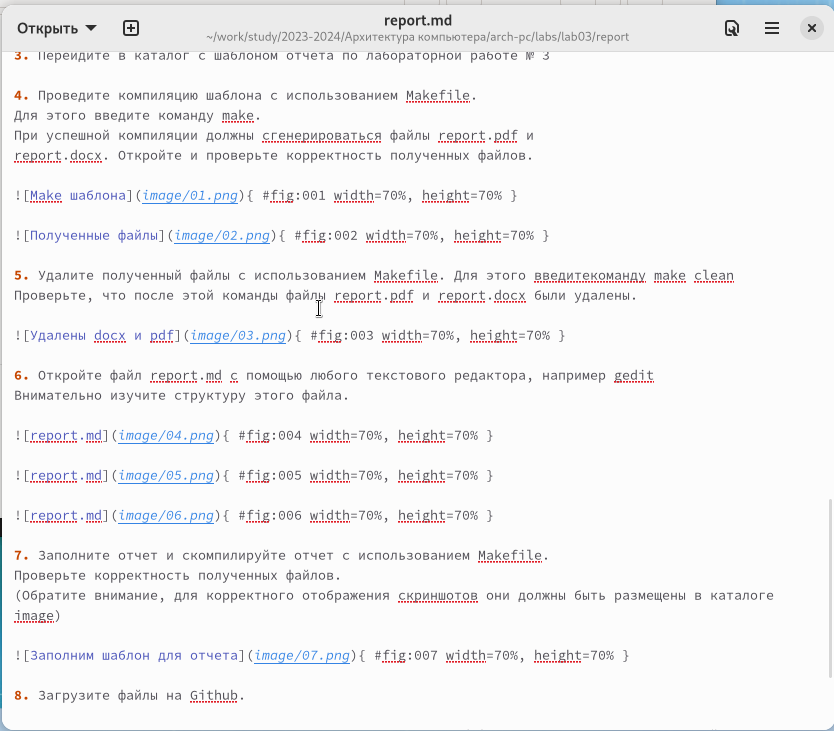 Открыть
report.md
~/work/study/2023-2024/Архитектура компьютера/arch-pc/labs/lab03/report
3. Перейдите в каталог с шаблоном отчета по лабораторной работе № 3
4. Проведите компиляцию шаблона с использованием Makefile.
Для этого введите команду make.
При успешной компиляции должны сгенерироваться файлы report.pdf и
report.docx. Откройте и проверьте корректность полученных файлов.
![Make шаблона](image/01.png){ #fig:001 width=70%, height=70% }
![Полученные файлы](image/02.png){ #fig:002 width=70%, height=70% }
5. Удалите полученный файлы с использованием Makefile. Для этого введитекоманду make clean
Проверьте, что после этой команды файлы report.pdf и report.docx были удалены.
![Удалены docx и pdf](image/03.png){ #fig:003 width=70%, height=70% }
6. Откройте файл report.md c помощью любого текстового редактора, например gedit
Внимательно изучите структуру этого файла.
![report.md](image/04.png){ #fig:004 width=70%, height=70% }
![report.md](image/05.png){ #fig:005 width=70%, height=70% }
![report.md](image/06.png){ #fig:006 width=70%, height=70% }
7. Заполните отчет и скомпилируйте отчет с использованием Makefile.
Проверьте корректность полученных файлов.
(Обратите внимание, для корректного отображения скриншотов они должны быть размещены в каталоге
image)
![Заполним шаблон для отчета](image/07.png){ #fig:007 width=70%, height=70% }
8. Загрузите файлы на Github.